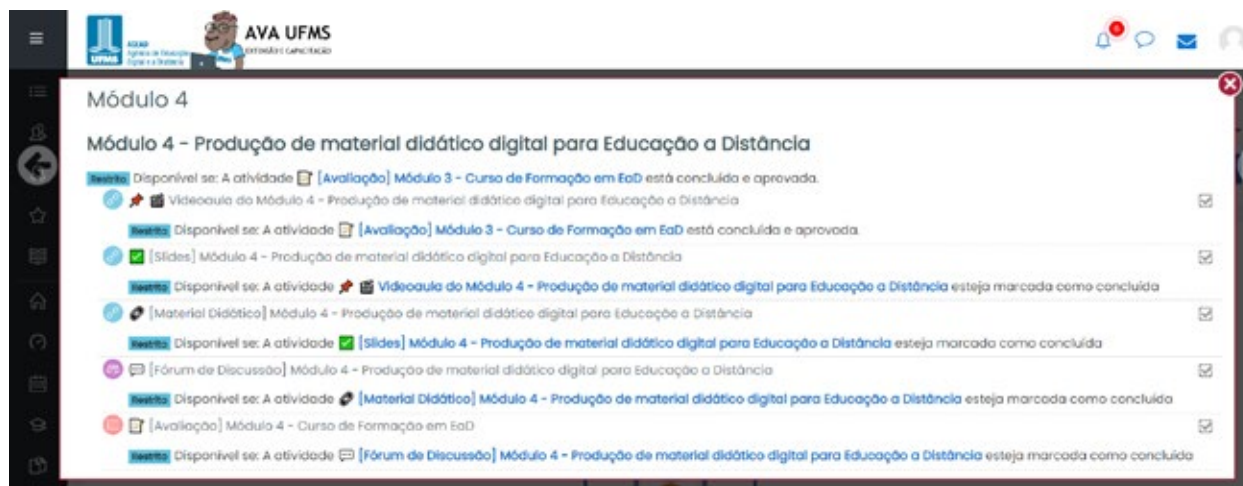 AGEAD
Agência de Educação
Digital e a Distância
UFMS
AVA UFMS
EXTENSÃO E CAPACITAÇÃO
Módulo 4
Módulo 4 - Produção de material didático digital para Educação a Distância
Restrito Disponível se: A atividade [Avaliação] Módulo 3 - Curso de Formação em EaD está concluída e aprovada.
Videoaula do Módulo 4 - Produção de material didático digital para Educação a Distância
Restrito Disponível se: A atividade [Avaliação] Módulo 3 - Curso de Formação em EaD está concluída e aprovada.
[Slides] Módulo 4 - Produção de material didático digital para Educação a Distância
Restrito Disponível se: A atividade Videoaula do Módulo 4 - Produção de material didático digital para Educação a Distância esteja marcada como concluída
[Material Didático] Módulo 4 - Produção de material didático digital para Educação a Distância
Restrito Disponível se: A atividade [Slides] Módulo 4 - Produção de material didático digital para Educação a Distância esteja marcada como concluída
[Fórum de Discussão] Módulo 4 - Produção de material didático digital para Educação a Distância
Restrito Disponível se: A atividade [Material Didático] Módulo 4 - Produção de material didático digital para Educação a Distância esteja marcada como concluída
[Avaliação] Módulo 4 - Curso de Formação em EaD
Restrito Disponível se: A atividade [Fórum de Discussão] Módulo 4 - Produção de material didático digital para Educação a Distância esteja marcada como concluída